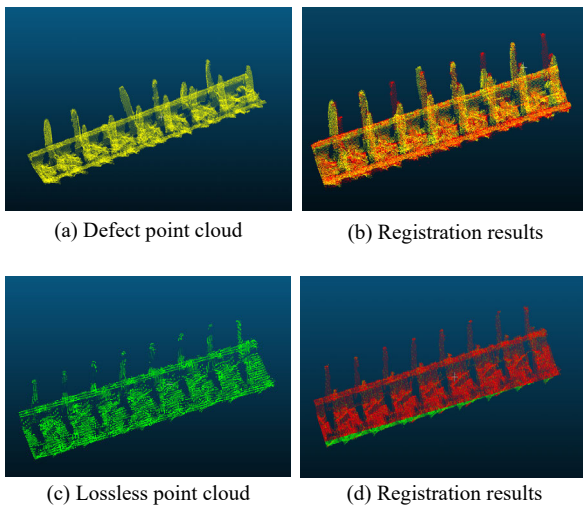 (a) Defect point cloud
(b) Registration results
(c) Lossless point cloud
(d) Registration results